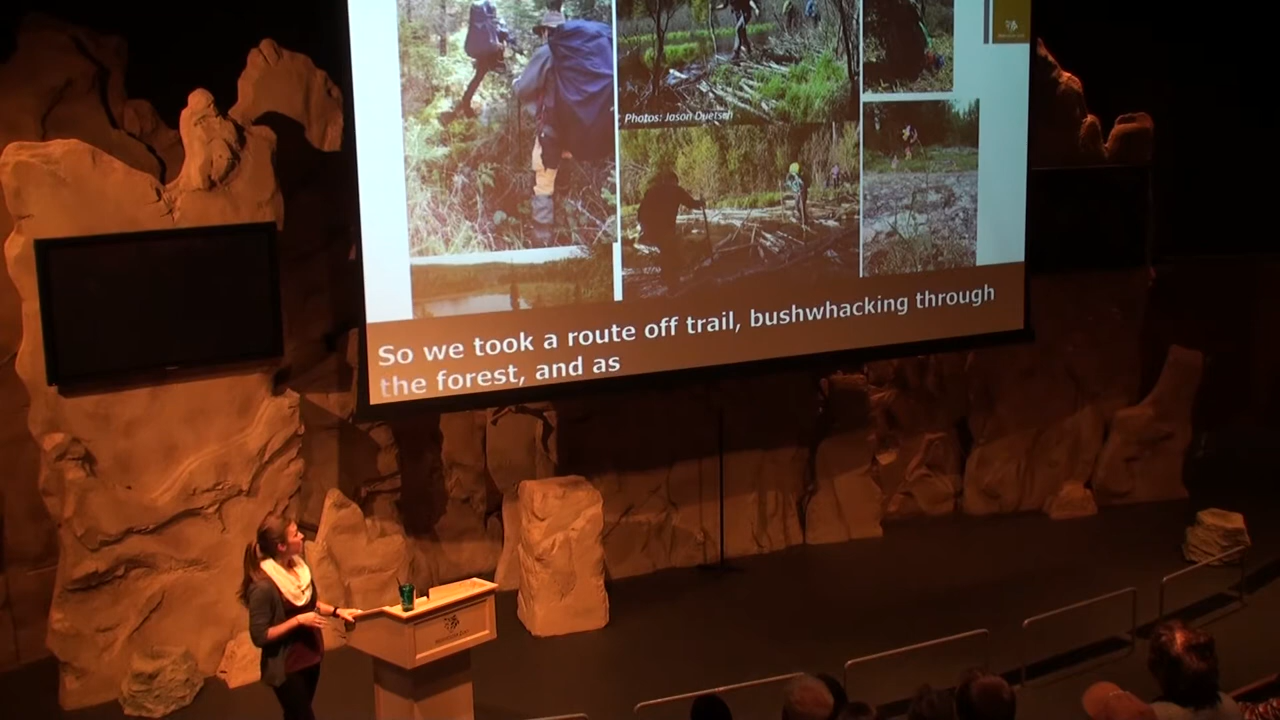 Photos: Jason Duetsch
So we took a route off trail, bushwhacking through
the forest, and as